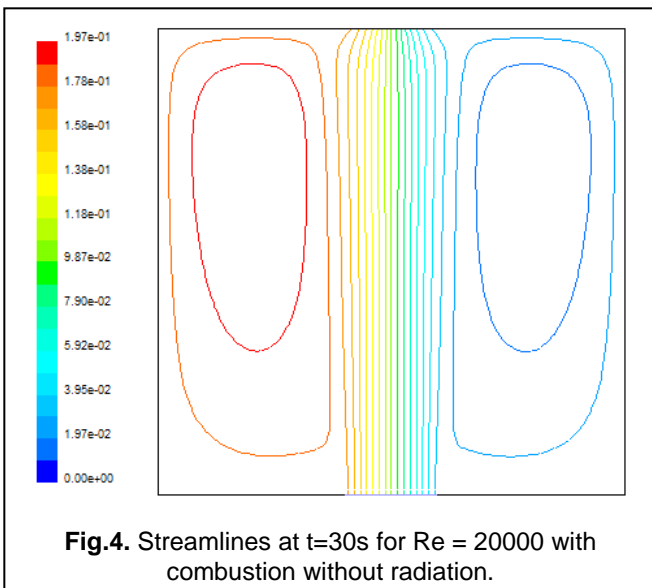 1.97e-01
1.78e-01
1.58e-01
1.38e-01
1.18e-01
9.87e-02
7.90e-02
5.92e-02
3.95e-02
1.97e-02
0.00e+00
Fig.4. Streamlines at t=30s for Re = 20000 with
combustion without radiation.